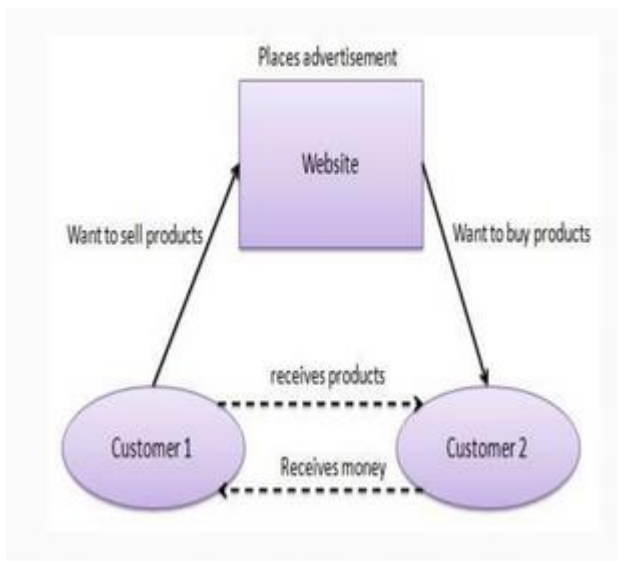 Places advertisement
Website
Want to sell products
Want to buy products
receives products
Customer 1
Customer 2
Receives money